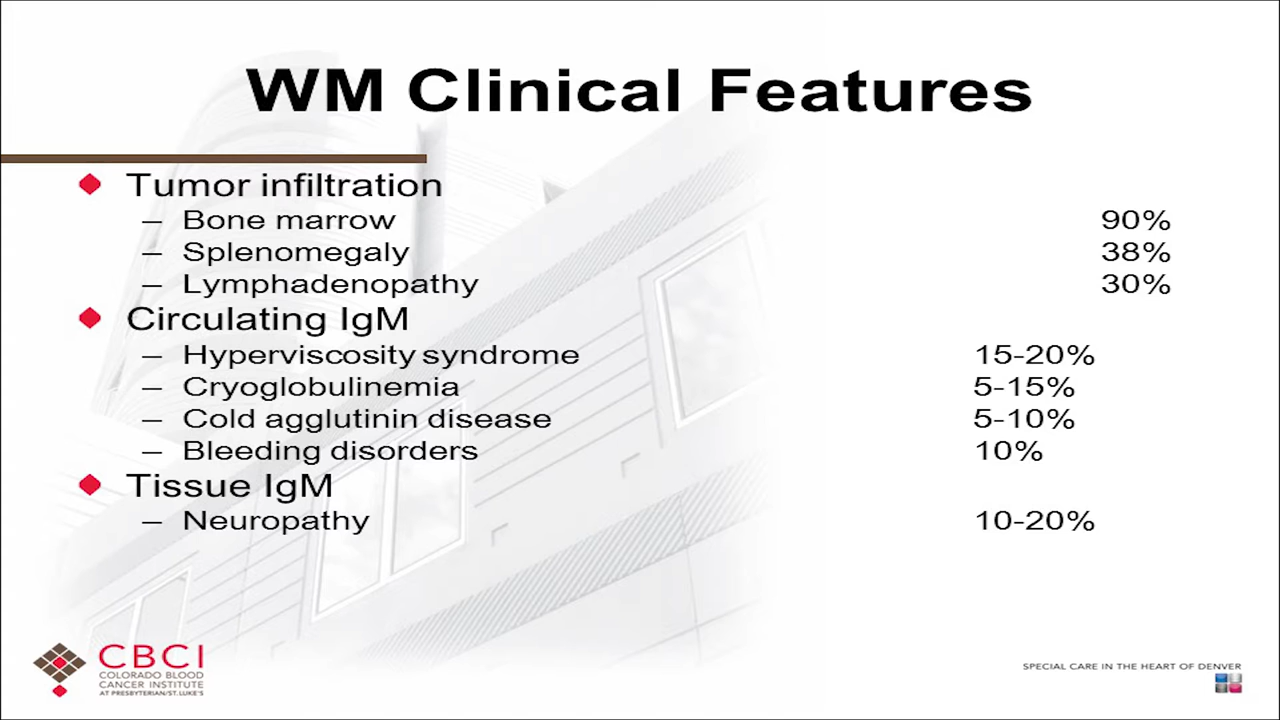 WM Clinical Features
Tumor infiltration
– Bone marrow 90%
– Splenomegaly 38%
– Lymphadenopathy 30%
Circulating IgM
– Hyperviscosity syndrome 15-20%
– Cryoglobulinemia 5-15%
– Cold agglutinin disease 5-10%
– Bleeding disorders 10%
Tissue IgM
– Neuropathy 10-20%
CBCI
COLORADO BLOOD
CANCER INSTITUTE
AT PRESBYTERIAN/ST. LUKE'S
SPECIAL CARE IN THE HEART OF DENVER